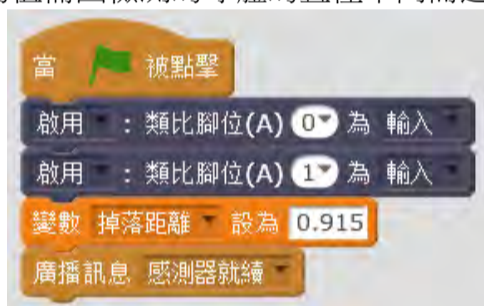 當 被點擊
啟用 : 類比腳位(A) 0 為 輸入
啟用 : 類比腳位(A) 1 為 輸入
變數 掉落距離 設為 0.915
廣播訊息 感測器就續